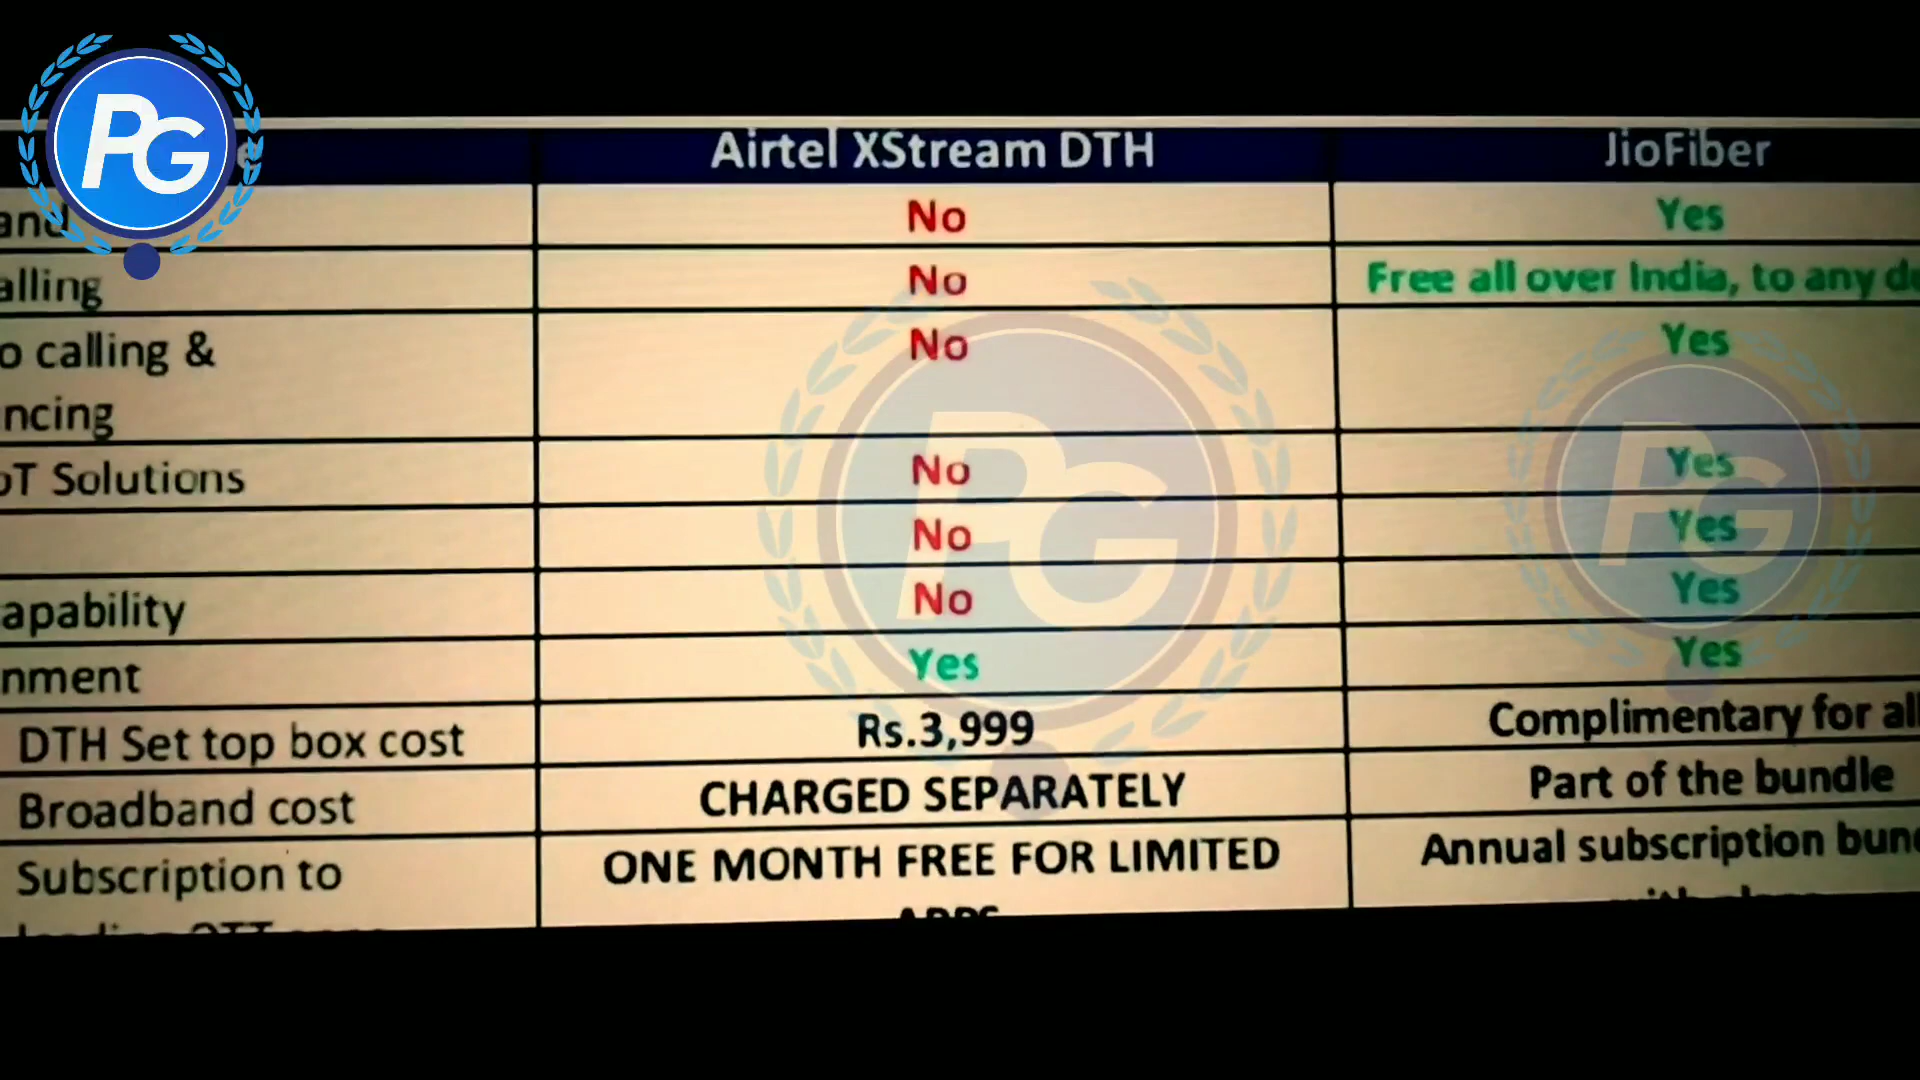 PG
Airtel XStream DTH JioFiber
No Yes
alling No Free all over India, to any
o calling & No Yes
ncing
oT Solutions No Yes
No Yes
apability No Yes
nment Yes Yes
DTH Set top box cost Rs.3,999 Complimentary for al
Broadband cost CHARGED SEPARATELY Part of the bundle
Subscription to ONE MONTH FREE FOR LIMITED Annual subscription bun
PG
PG